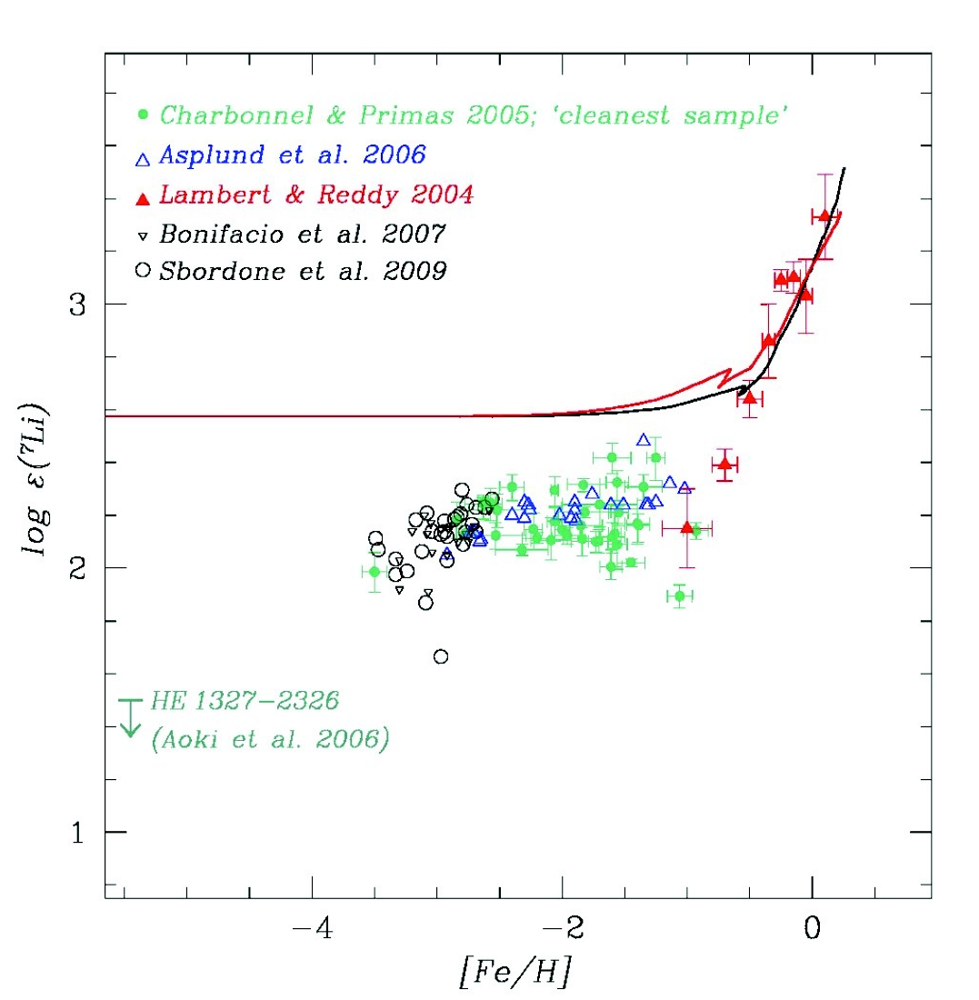 Charbonnel & Primas 2005; ‘cleanest sample’
Asplund et al. 2006
Lambert & Reddy 2004
Bonifacio et al. 2007
Sbordone et al. 2009
3
log ε(⁷Li)
2
HE 1327−2326
(Aoki et al. 2006)
1
−4
−2
0
[Fe/H]